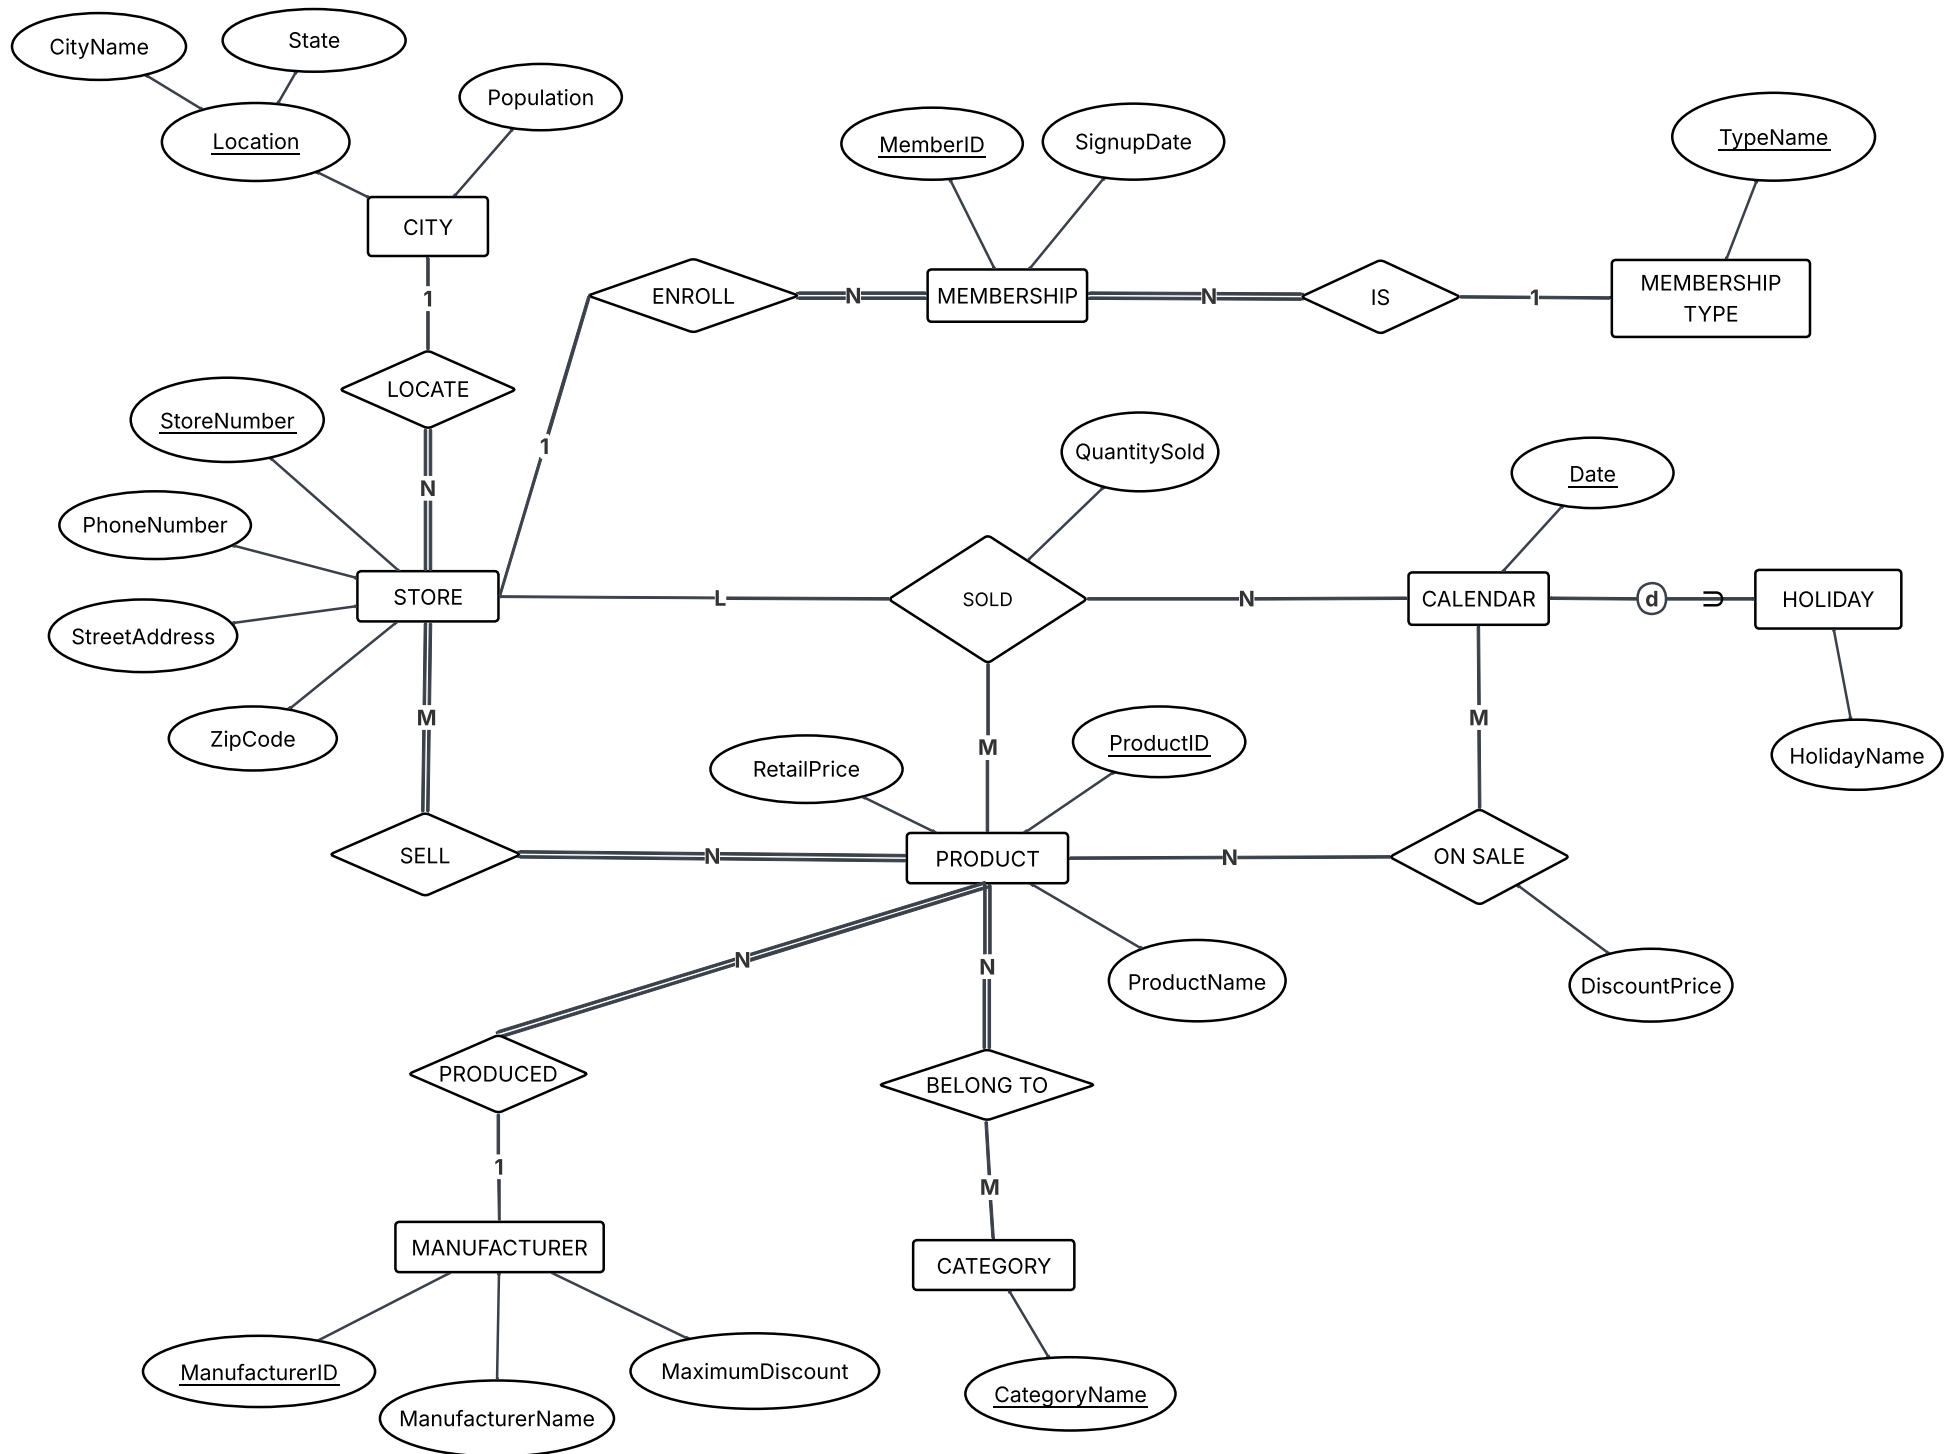 CityName
State
Population
Location
MemberID
SignupDate
TypeName
CITY
ENROLL
N
MEMBERSHIP
N
IS
1
MEMBERSHIP
TYPE
1
LOCATE
StoreNumber
1
QuantitySold
Date
N
PhoneNumber
STORE
L
SOLD
N
CALENDAR
d
U
HOLIDAY
StreetAddress
M
M
ZipCode
M
ProductID
RetailPrice
HolidayName
SELL
N
PRODUCT
N
ON SALE
N
N
ProductName
DiscountPrice
PRODUCED
BELONG TO
1
M
MANUFACTURER
CATEGORY
ManufacturerID
MaximumDiscount
CategoryName
ManufacturerName